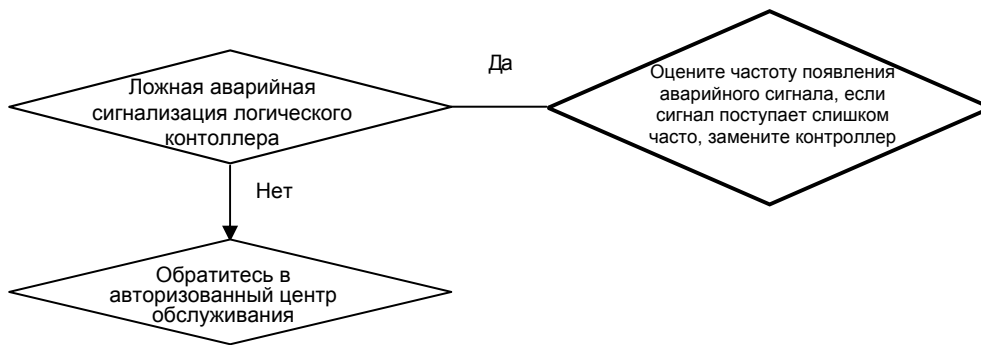 Ложная аварийная
сигнализация логического
контоллера
Да
Оцените частоту появления
аварийного сигнала, если
сигнал поступает слишком
часто, замените контроллер
Нет
Обратитесь в
авторизованный центр
обслуживания